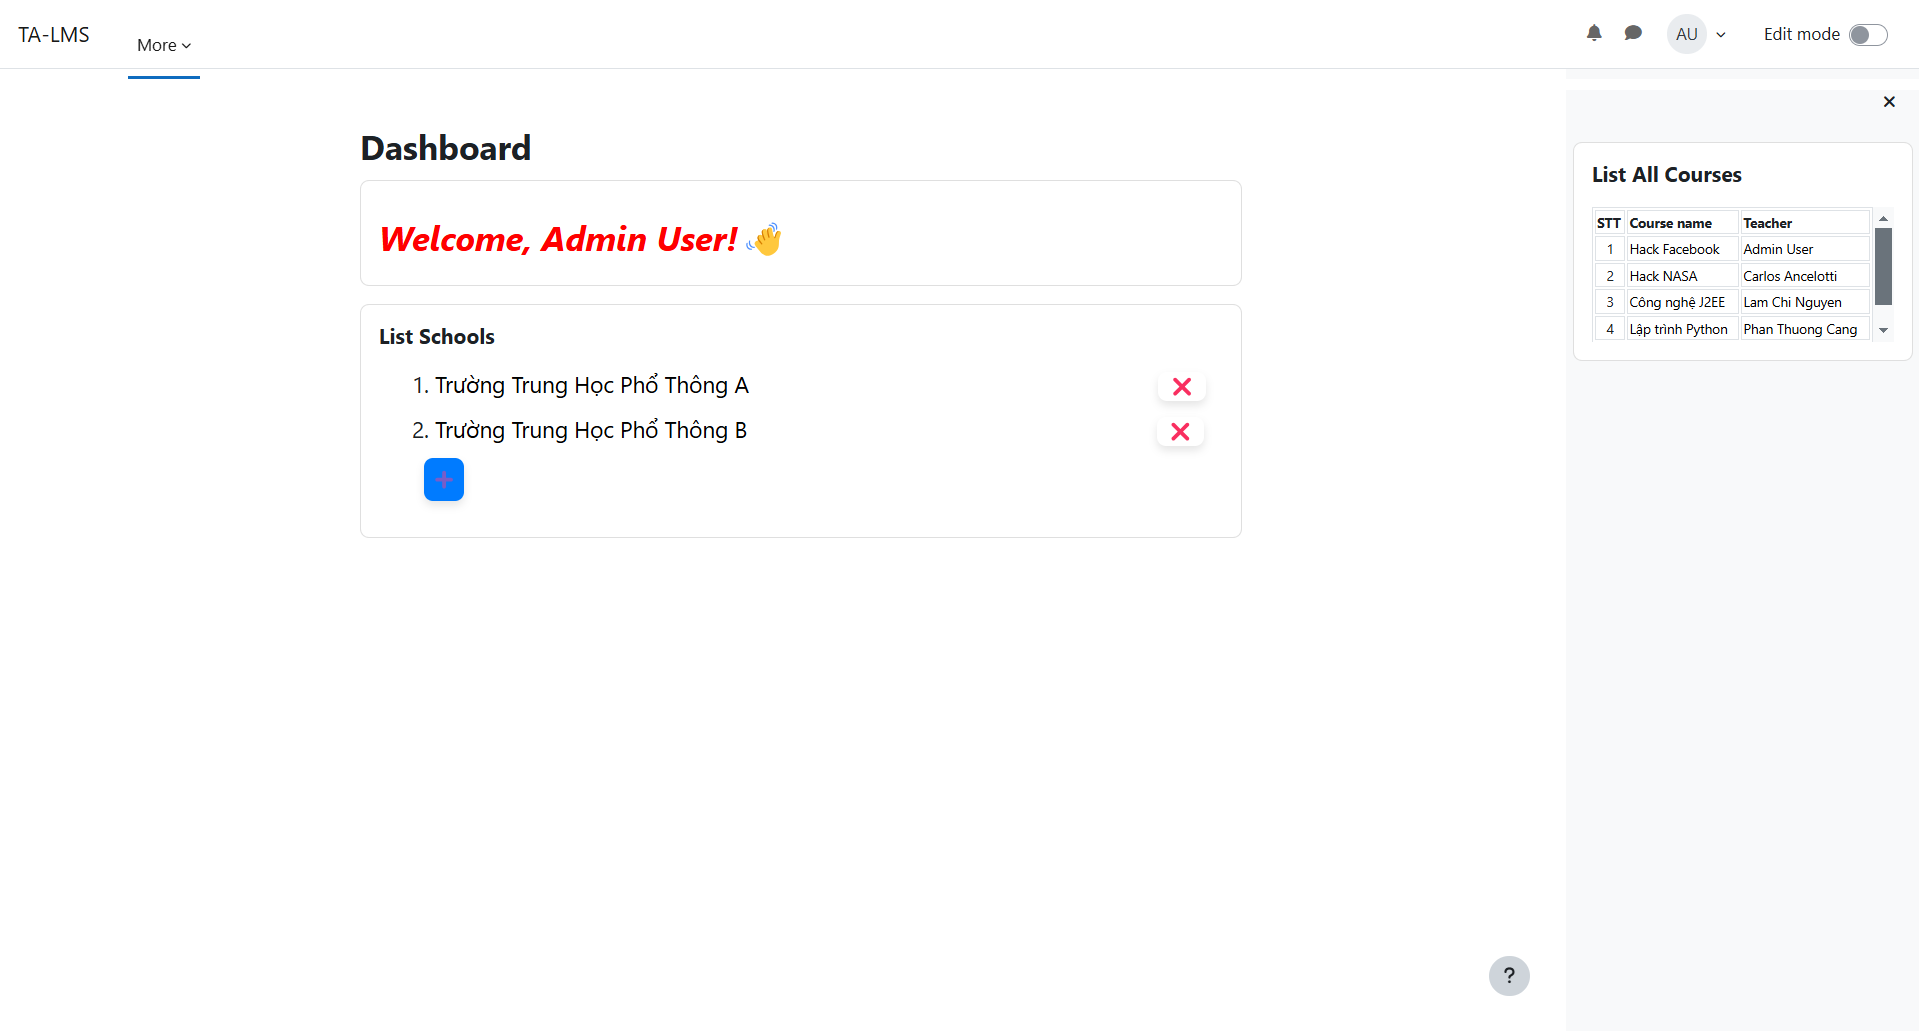 TA-LMS
More
AU
Edit mode
Dashboard
Welcome, Admin User! 👋
List Schools
1. Trường Trung Học Phổ Thông A
2. Trường Trung Học Phổ Thông B
+
List All Courses
STT Course name Teacher
1 Hack Facebook Admin User
2 Hack NASA Carlos Ancelotti
3 Công nghệ J2EE Lam Chi Nguyen
4 Lập trình Python Phan Thuong Cang
?